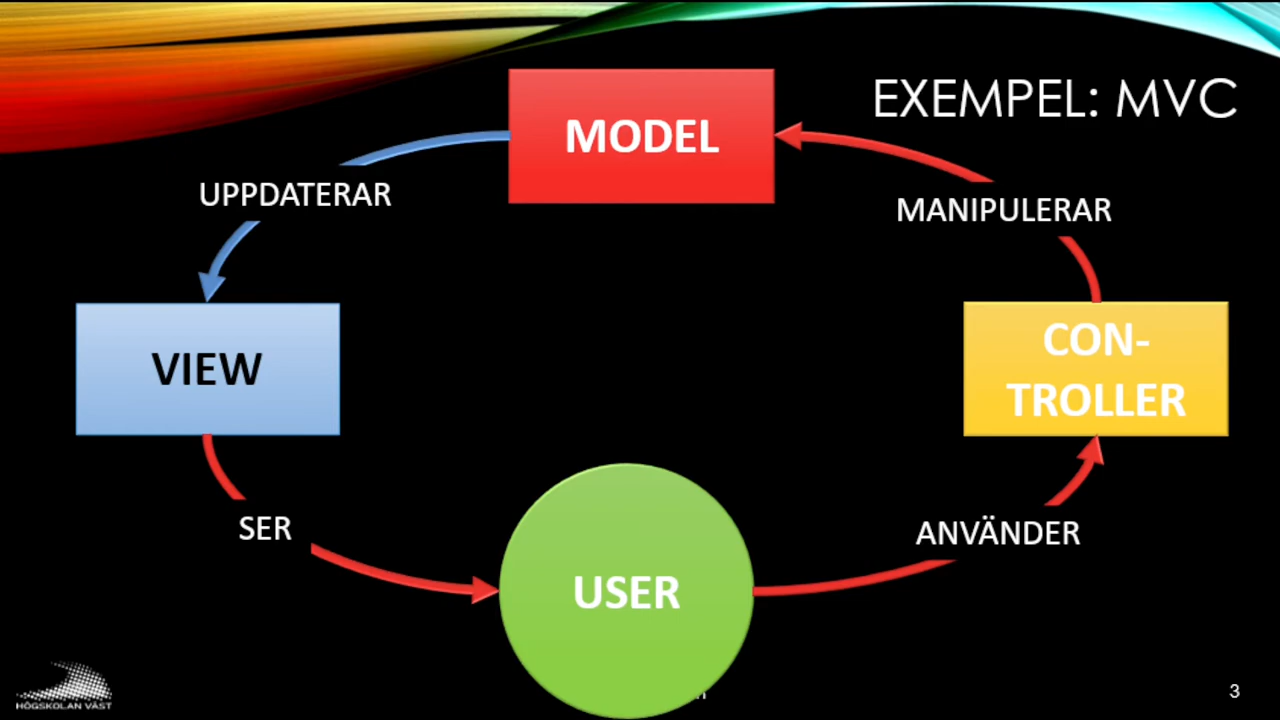 EXEMPEL: MVC
MODEL
UPPDATERAR
MANIPULERAR
VIEW
CON-
TROLLER
SER
ANVÄNDER
USER
HÖGSKOLAN VÄST
3